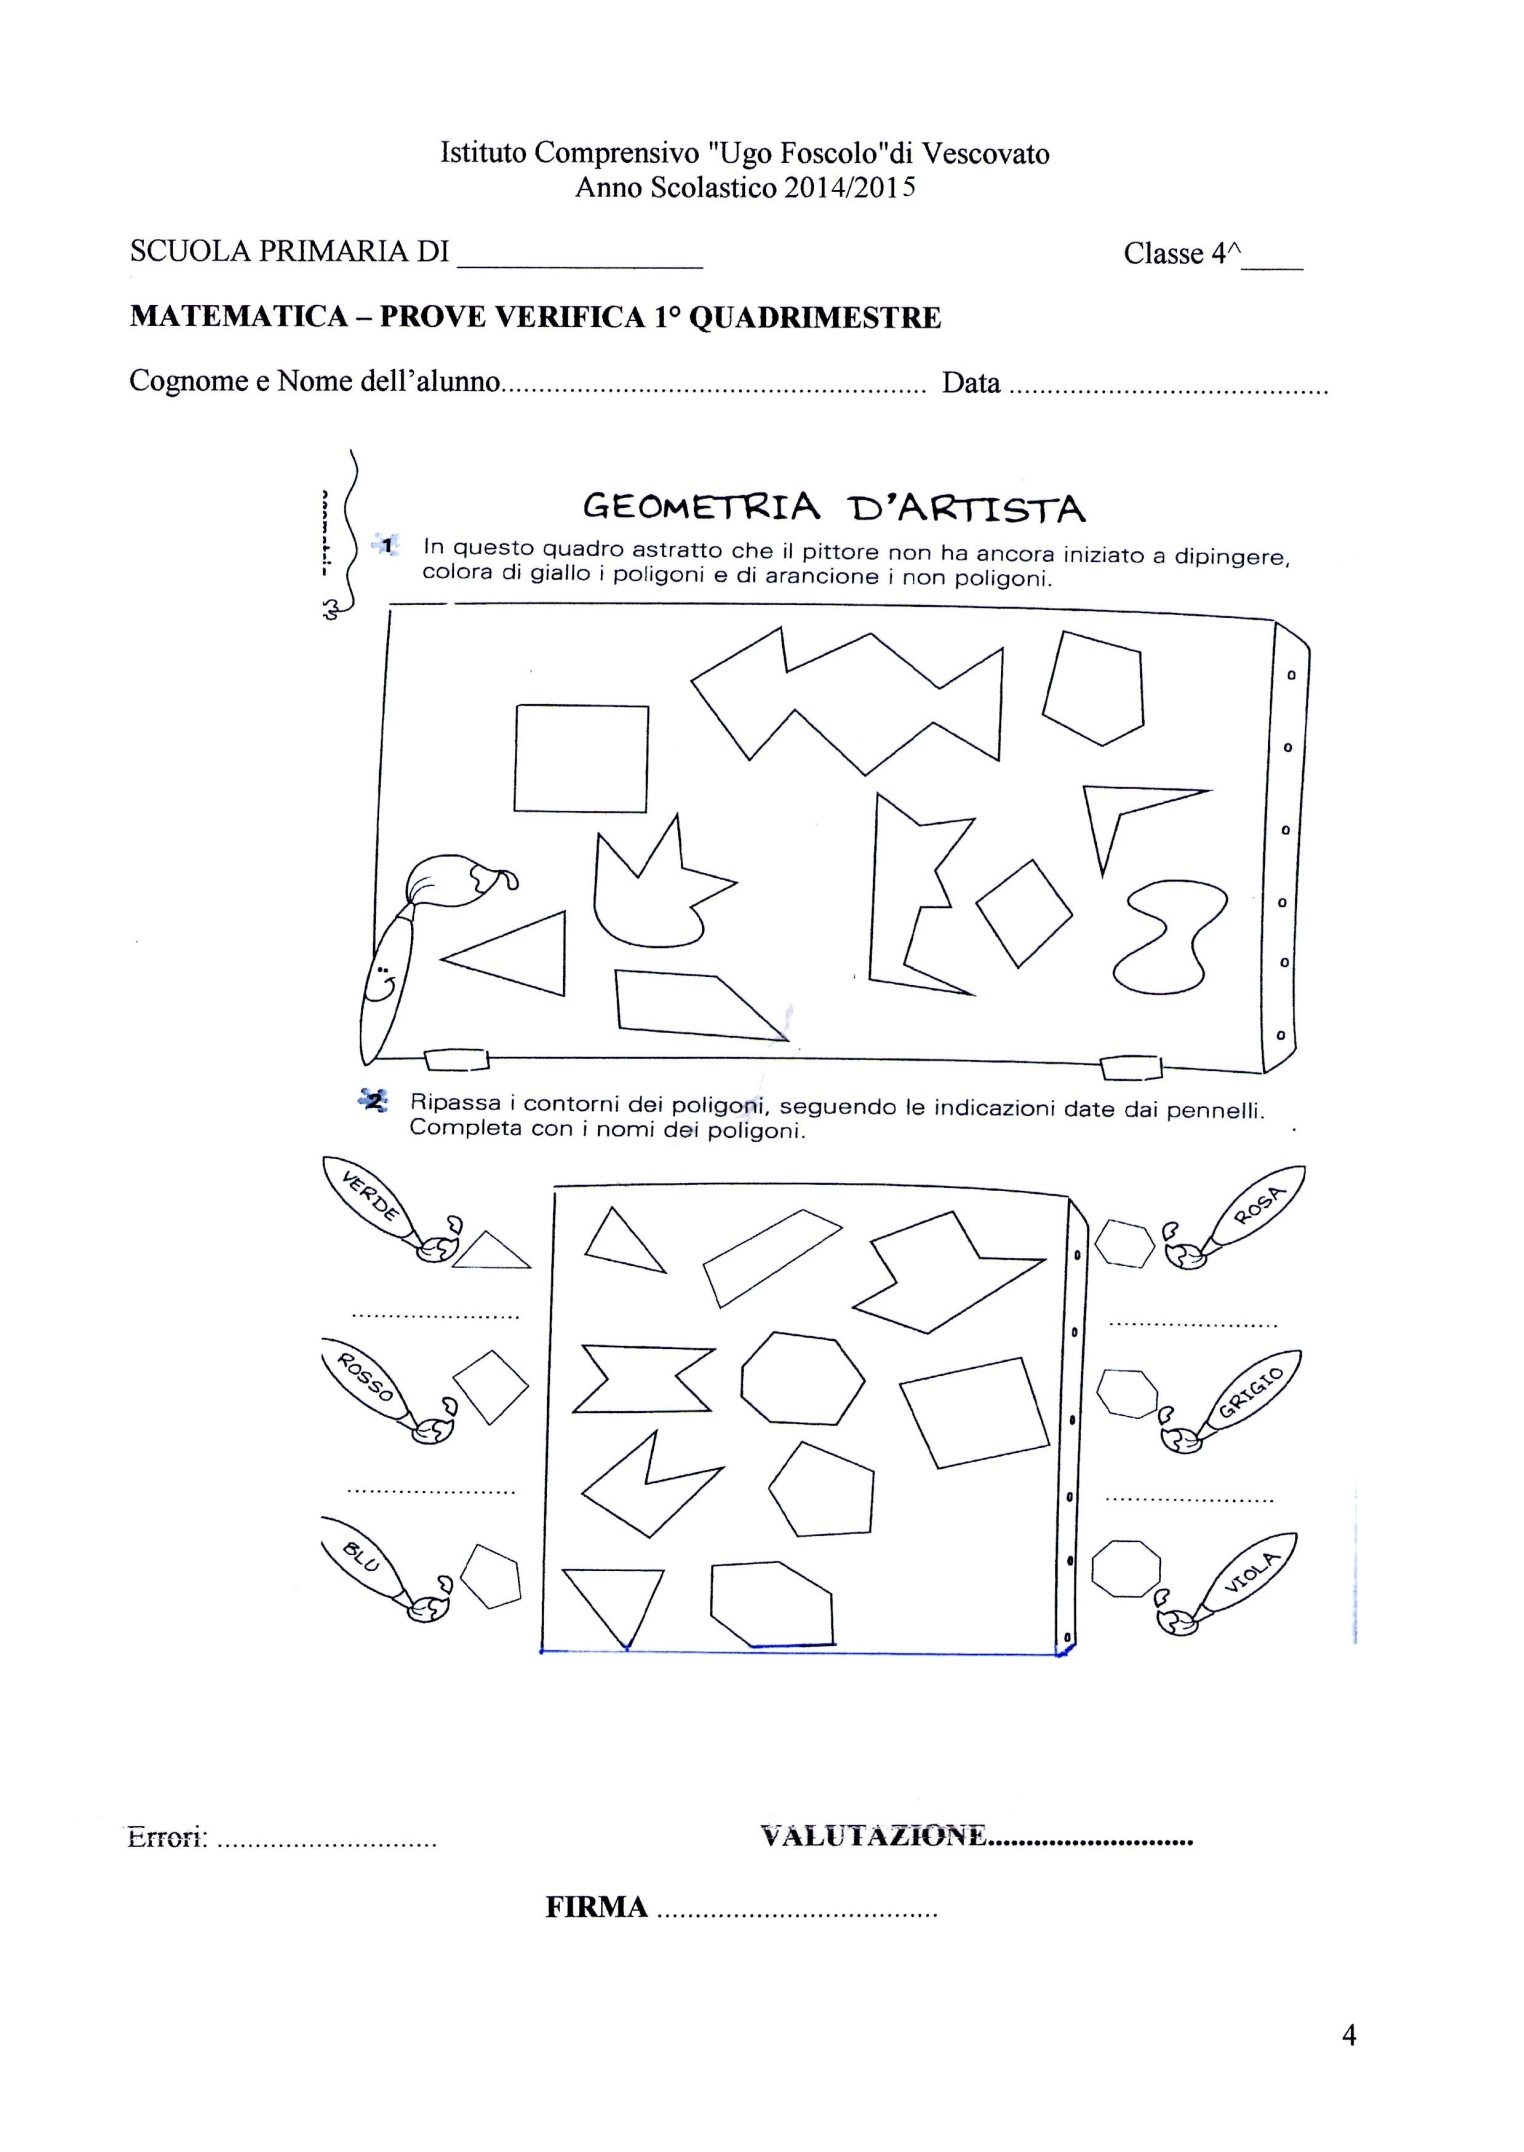 Istituto Comprensivo "Ugo Foscolo"di Vescovato
Anno Scolastico 2014/2015
SCUOLA PRIMARIA DI _______________ Classe 4^____
MATEMATICA – PROVE VERIFICA 1° QUADRIMESTRE
Cognome e Nome dell’alunno........................................................ Data ..........................................
GEOMETRIA D'ARTISTA
1 In questo quadro astratto che il pittore non ha ancora iniziato a dipingere,
colora di giallo i poligoni e di arancione i non poligoni.
2 Ripassa i contorni dei poligoni, seguendo le indicazioni date dai pennelli.
Completa con i nomi dei poligoni.
VERDE
ROSA
........................
........................
ROSSO
GRIGIO
........................
........................
BLU
VIOLA
Errori: ............................. VALUTAZIONE...........................
FIRMA .....................................
4